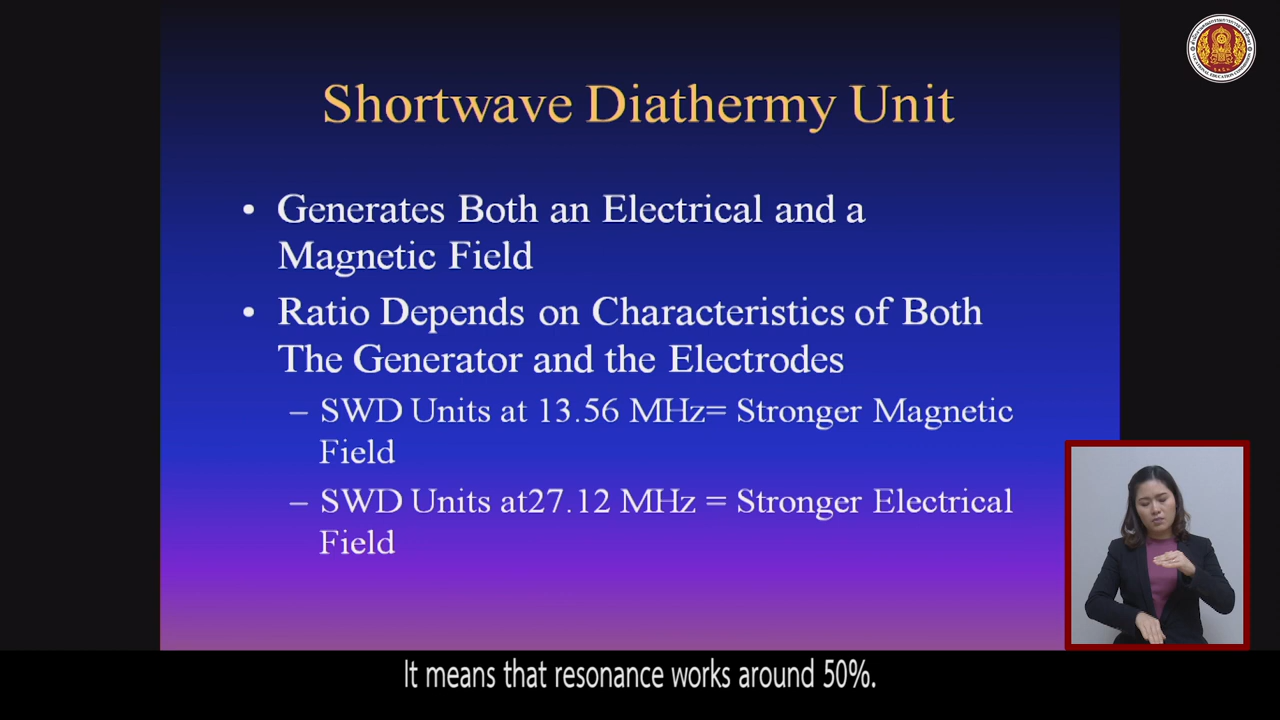 Shortwave Diathermy Unit
• Generates Both an Electrical and a
Magnetic Field
• Ratio Depends on Characteristics of Both
The Generator and the Electrodes
– SWD Units at 13.56 MHz= Stronger Magnetic
Field
– SWD Units at27.12 MHz = Stronger Electrical
Field
It means that resonance works around 50%.